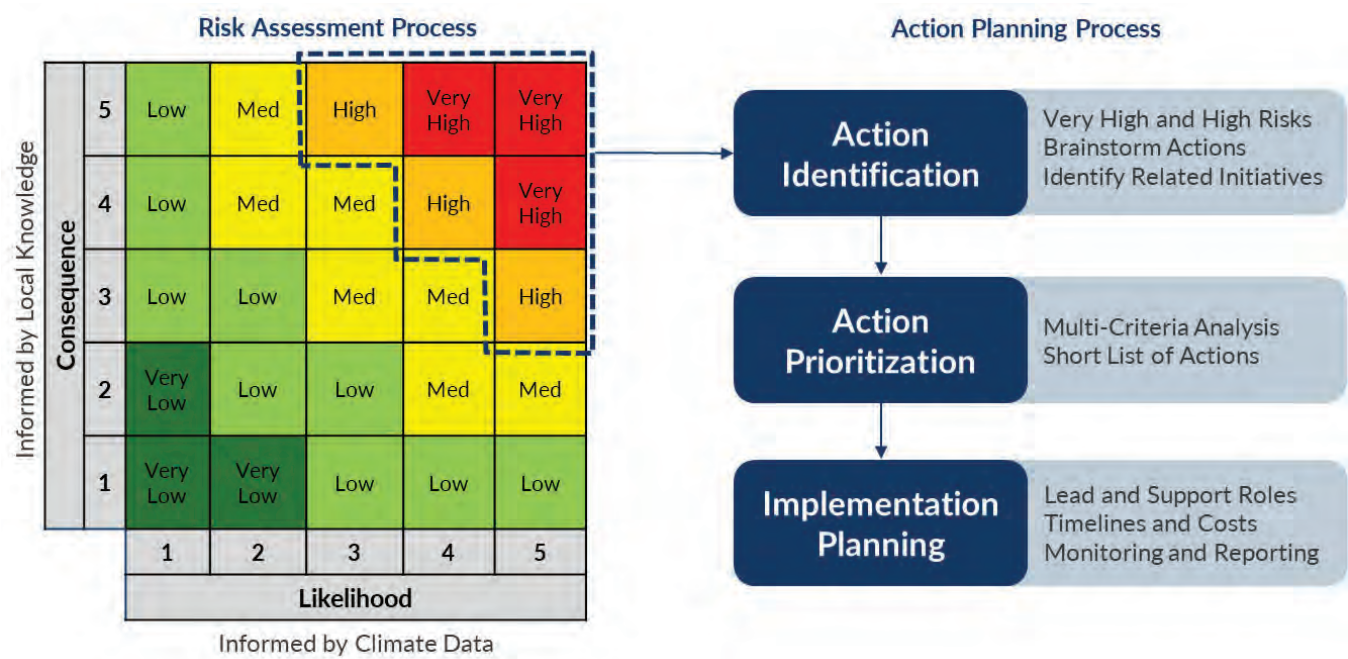 Risk Assessment Process
Informed by Local Knowledge
Consequence
5
Low
Med
High
Very
High
Very
High
4
Low
Med
Med
High
Very
High
3
Low
Low
Med
Med
High
2
Very
Low
Low
Low
Med
Med
1
Very
Low
Very
Low
Low
Low
Low
1
2
3
4
5
Likelihood
Informed by Climate Data
Action Planning Process
Action
Identification
Very High and High Risks
Brainstorm Actions
Identify Related Initiatives
Action
Prioritization
Multi-Criteria Analysis
Short List of Actions
Implementation
Planning
Lead and Support Roles
Timelines and Costs
Monitoring and Reporting